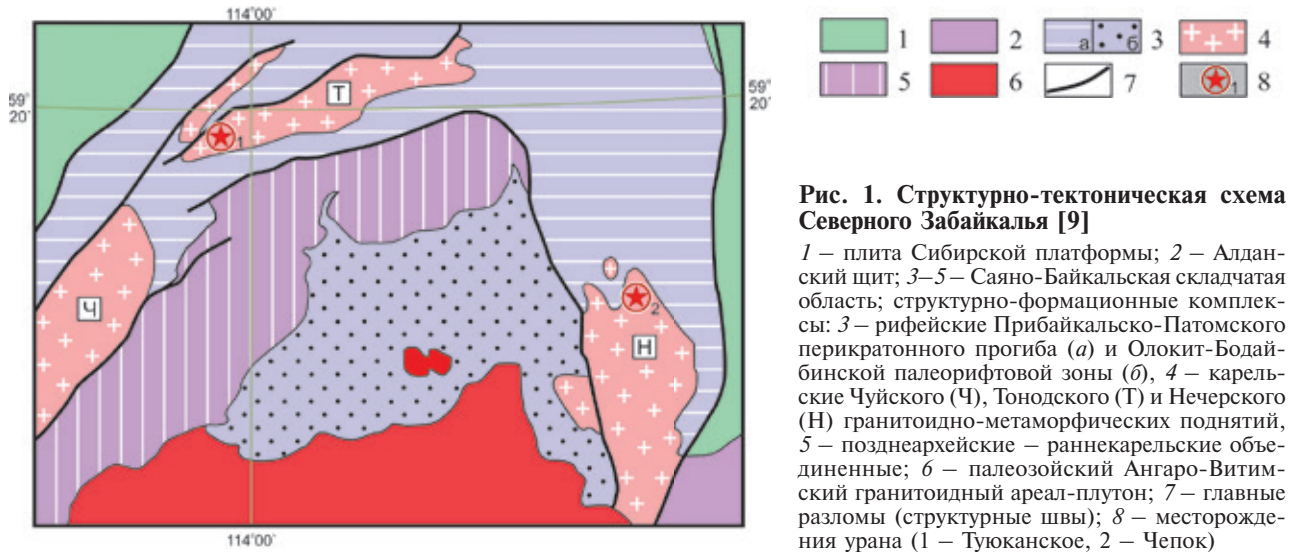 114°00'
59°
20'
59°
20'
Т
1
Ч
2
Н
114°00'
1
2
а б 3
4
5
6
7
1 8
Рис. 1. Структурно-тектоническая схема
Северного Забайкалья [9]
1 – плита Сибирской платформы; 2 – Алдан-
ский щит; 3–5 – Саяно-Байкальская складчатая
область; структурно-формационные комплек-
сы: 3 – рифейские Прибайкальско-Патомского
перикратонного прогиба (а) и Олокит-Бодай-
бинской палеорифтовой зоны (б), 4 – карель-
ские Чуйского (Ч), Тонодского (Т) и Нечерского
(Н) гранитоидно-метаморфических поднятий,
5 – позднеархейские – раннекарельские объе-
диненные; 6 – палеозойский Ангаро-Витим-
ский гранитоидный ареал-плутон; 7 – главные
разломы (структурные швы); 8 – месторожде-
ния урана (1 – Туюканское, 2 – Чепок)